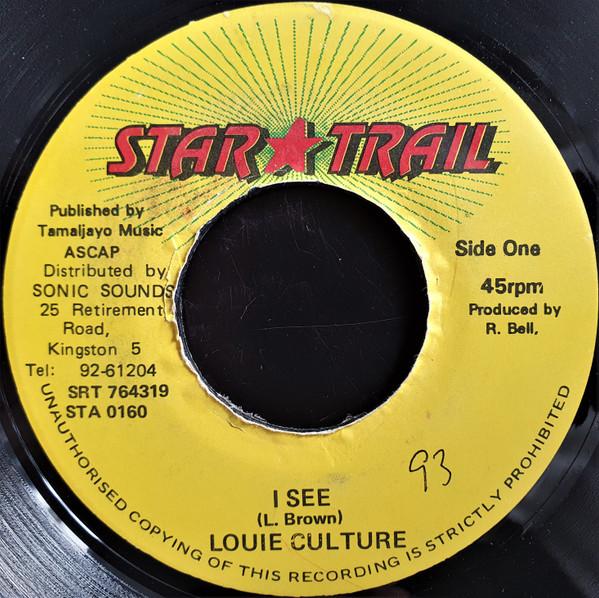 STAR TRAIL
Published by
Tamaljayo Music
ASCAP
Distributed by
SONIC SOUNDS
25 Retirement
Road,
Kingston 5
Tel: 92-61204
SRT 764319
STA 0160
Side One
45rpm
Produced by
R. Bell,
93
I SEE
(L. Brown)
LOUIE CULTURE
UNAUTHORISED COPYING OF THIS RECORDING IS STRICTLY PROHIBITED